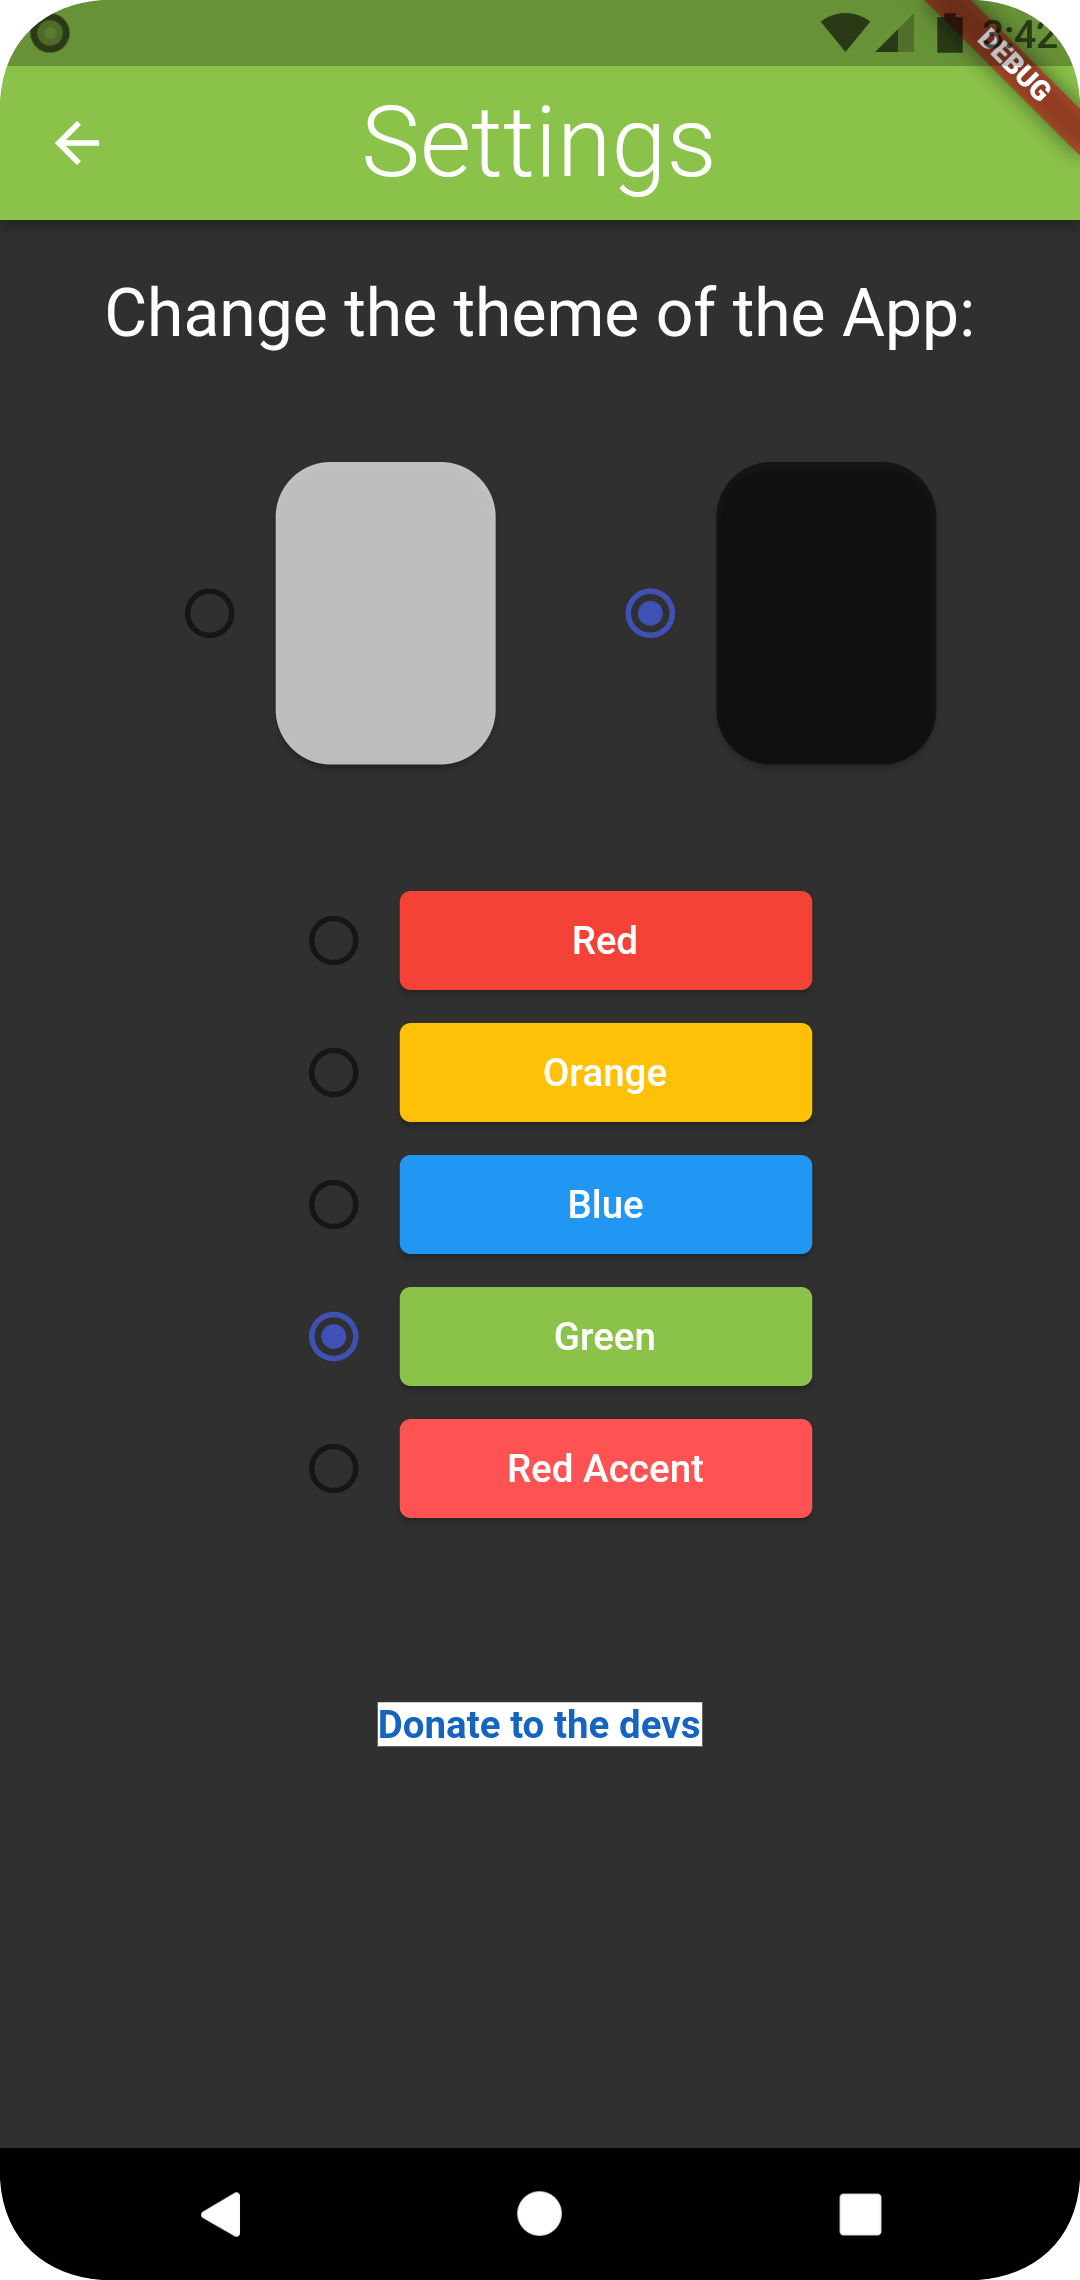 3:42
DEBUG
Settings
Change the theme of the App:
Red
Orange
Blue
Green
Red Accent
Donate to the devs